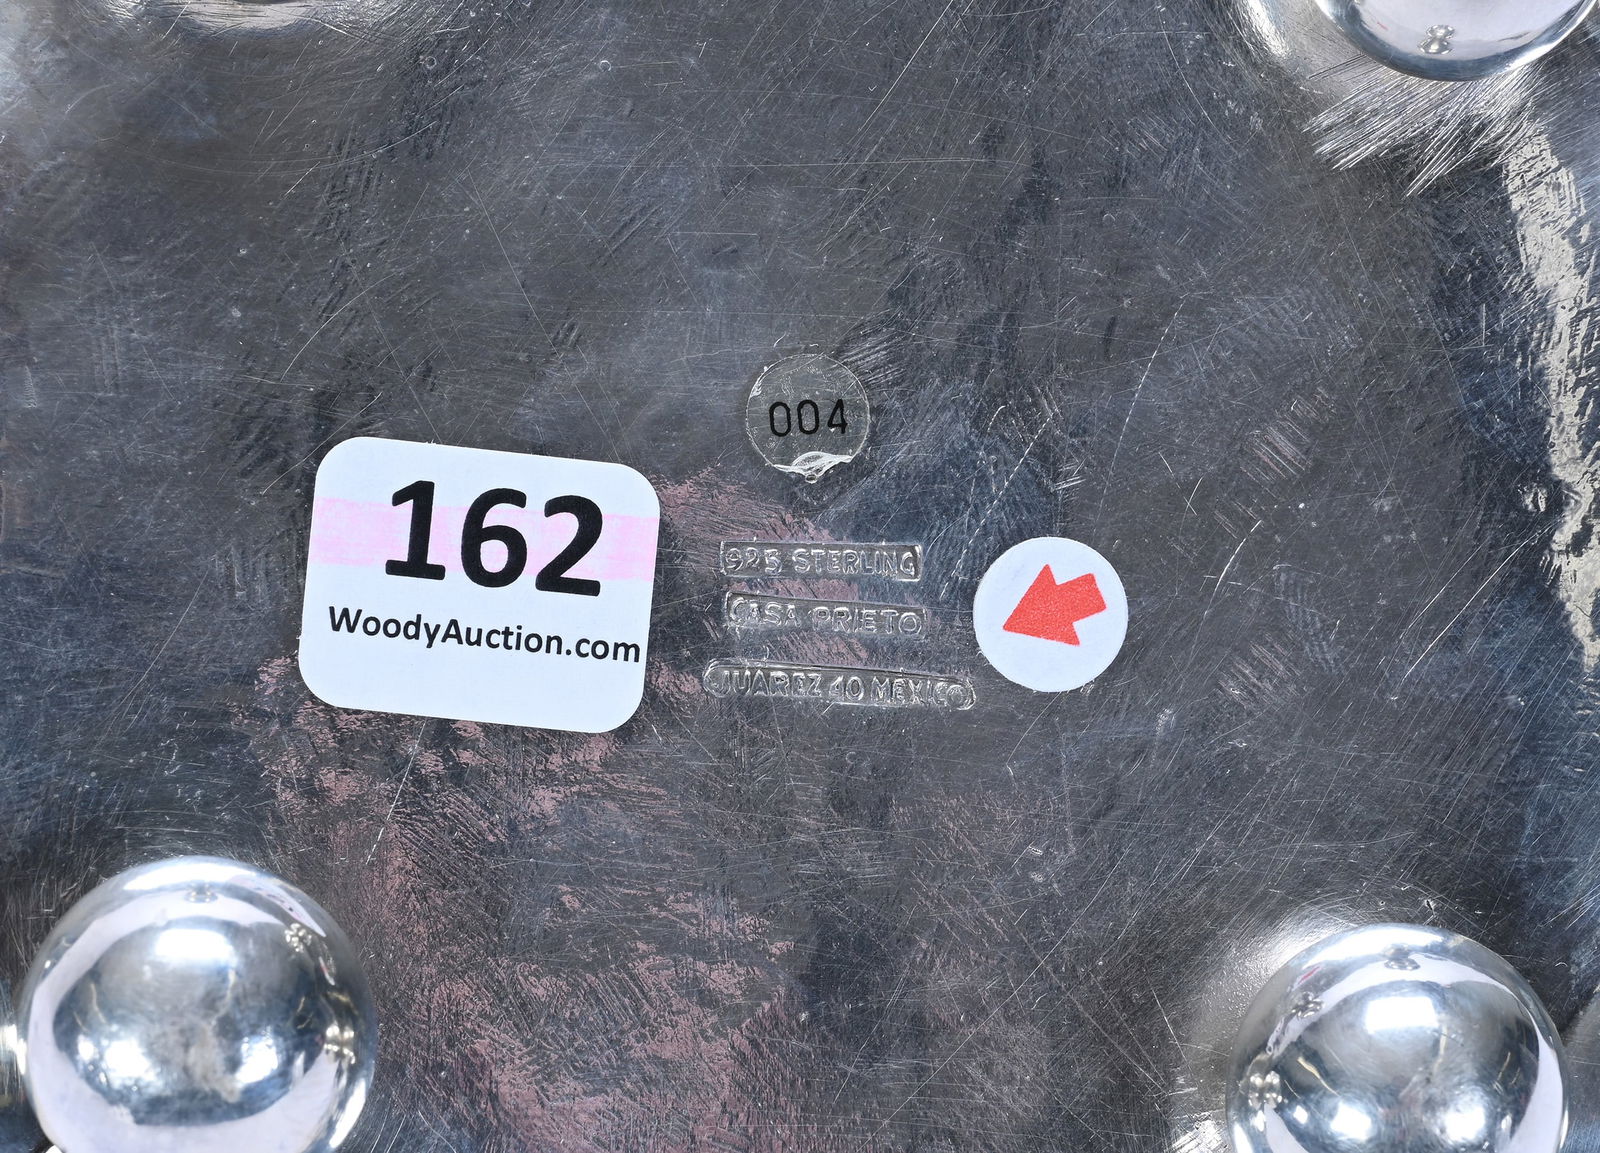 004
162
WoodyAuction.com
925 STERLING
CASA PRIETO
JUAREZ 40 MEXICO